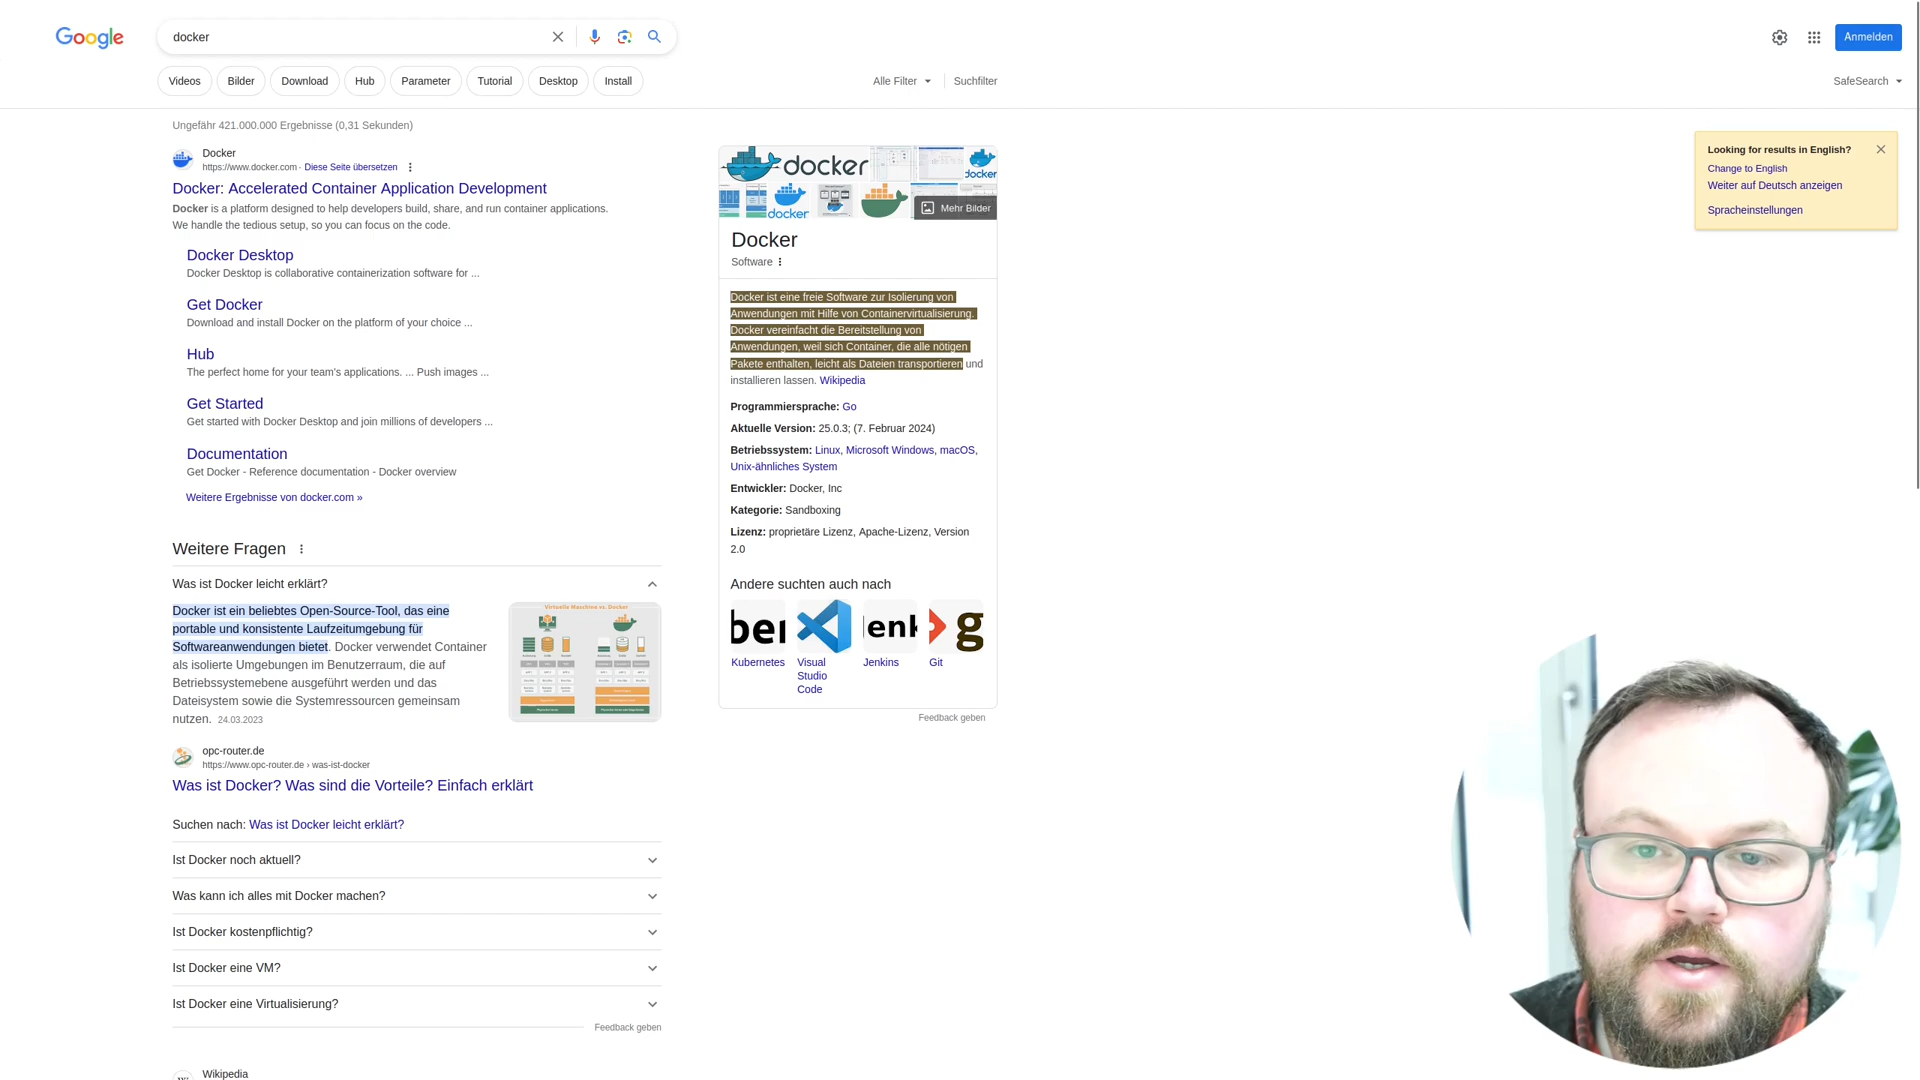 Google
docker
Anmelden
Videos
Bilder
Download
Hub
Parameter
Tutorial
Desktop
Install
Alle Filter
Suchfilter
SafeSearch
Ungefähr 421.000.000 Ergebnisse (0,31 Sekunden)
Docker
https://www.docker.com · Diese Seite übersetzen
Docker: Accelerated Container Application Development
Docker is a platform designed to help developers build, share, and run container applications.
We handle the tedious setup, so you can focus on the code.
Docker Desktop
Docker Desktop is collaborative containerization software for ...
Get Docker
Download and install Docker on the platform of your choice ...
Hub
The perfect home for your team's applications. ... Push images ...
Get Started
Get started with Docker Desktop and join millions of developers ...
Documentation
Get Docker - Reference documentation - Docker overview
Weitere Ergebnisse von docker.com »
Weitere Fragen
Was ist Docker leicht erklärt?
Docker ist ein beliebtes Open-Source-Tool, das eine
portable und konsistente Laufzeitumgebung für
Softwareanwendungen bietet. Docker verwendet Container
als isolierte Umgebungen im Benutzerraum, die auf
Betriebssystemebene ausgeführt werden und das
Dateisystem sowie die Systemressourcen gemeinsam
nutzen. 24.03.2023
Virtuelle Maschine vs. Docker
opc-router.de
https://www.opc-router.de › was-ist-docker
Was ist Docker? Was sind die Vorteile? Einfach erklärt
Suchen nach: Was ist Docker leicht erklärt?
Ist Docker noch aktuell?
Was kann ich alles mit Docker machen?
Ist Docker kostenpflichtig?
Ist Docker eine VM?
Ist Docker eine Virtualisierung?
Feedback geben
Wikipedia
docker
docker
docker
Mehr Bilder
Docker
Software
Docker ist eine freie Software zur Isolierung von
Anwendungen mit Hilfe von Containervirtualisierung.
Docker vereinfacht die Bereitstellung von
Anwendungen, weil sich Container, die alle nötigen
Pakete enthalten, leicht als Dateien transportieren und
installieren lassen. Wikipedia
Programmiersprache: Go
Aktuelle Version: 25.0.3; (7. Februar 2024)
Betriebssystem: Linux, Microsoft Windows, macOS,
Unix-ähnliches System
Entwickler: Docker, Inc
Kategorie: Sandboxing
Lizenz: proprietäre Lizenz, Apache-Lizenz, Version
2.0
Andere suchten auch nach
Kubernetes
Visual
Studio
Code
Jenkins
Git
Feedback geben
Looking for results in English?
Change to English
Weiter auf Deutsch anzeigen
Spracheinstellungen